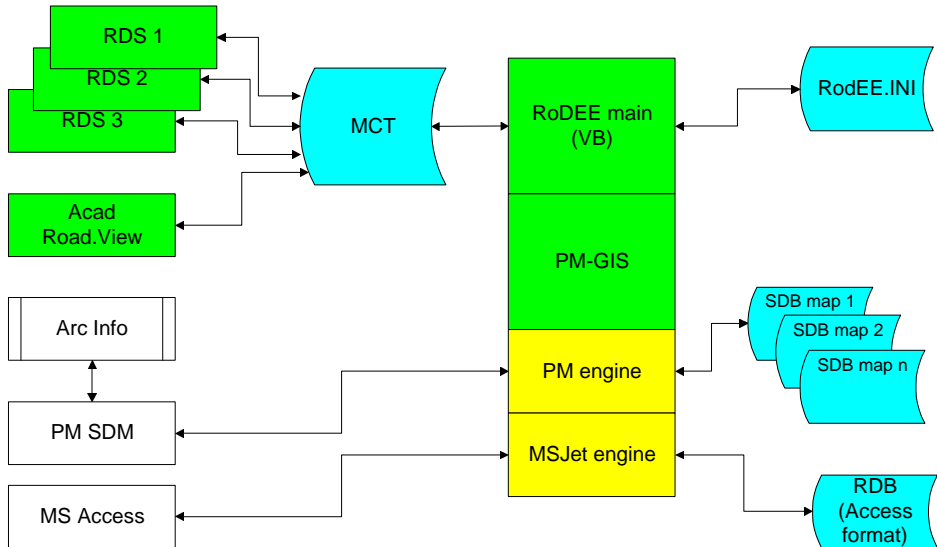 RDS 1
RDS 2
RDS 3
MCT
RoDEE main
(VB)
RodEE.INI
Acad
Road.View
PM-GIS
Arc Info
SDB map 1
SDB map 2
SDB map n
PM engine
PM SDM
MSJet engine
MS Access
RDB
(Access
format)